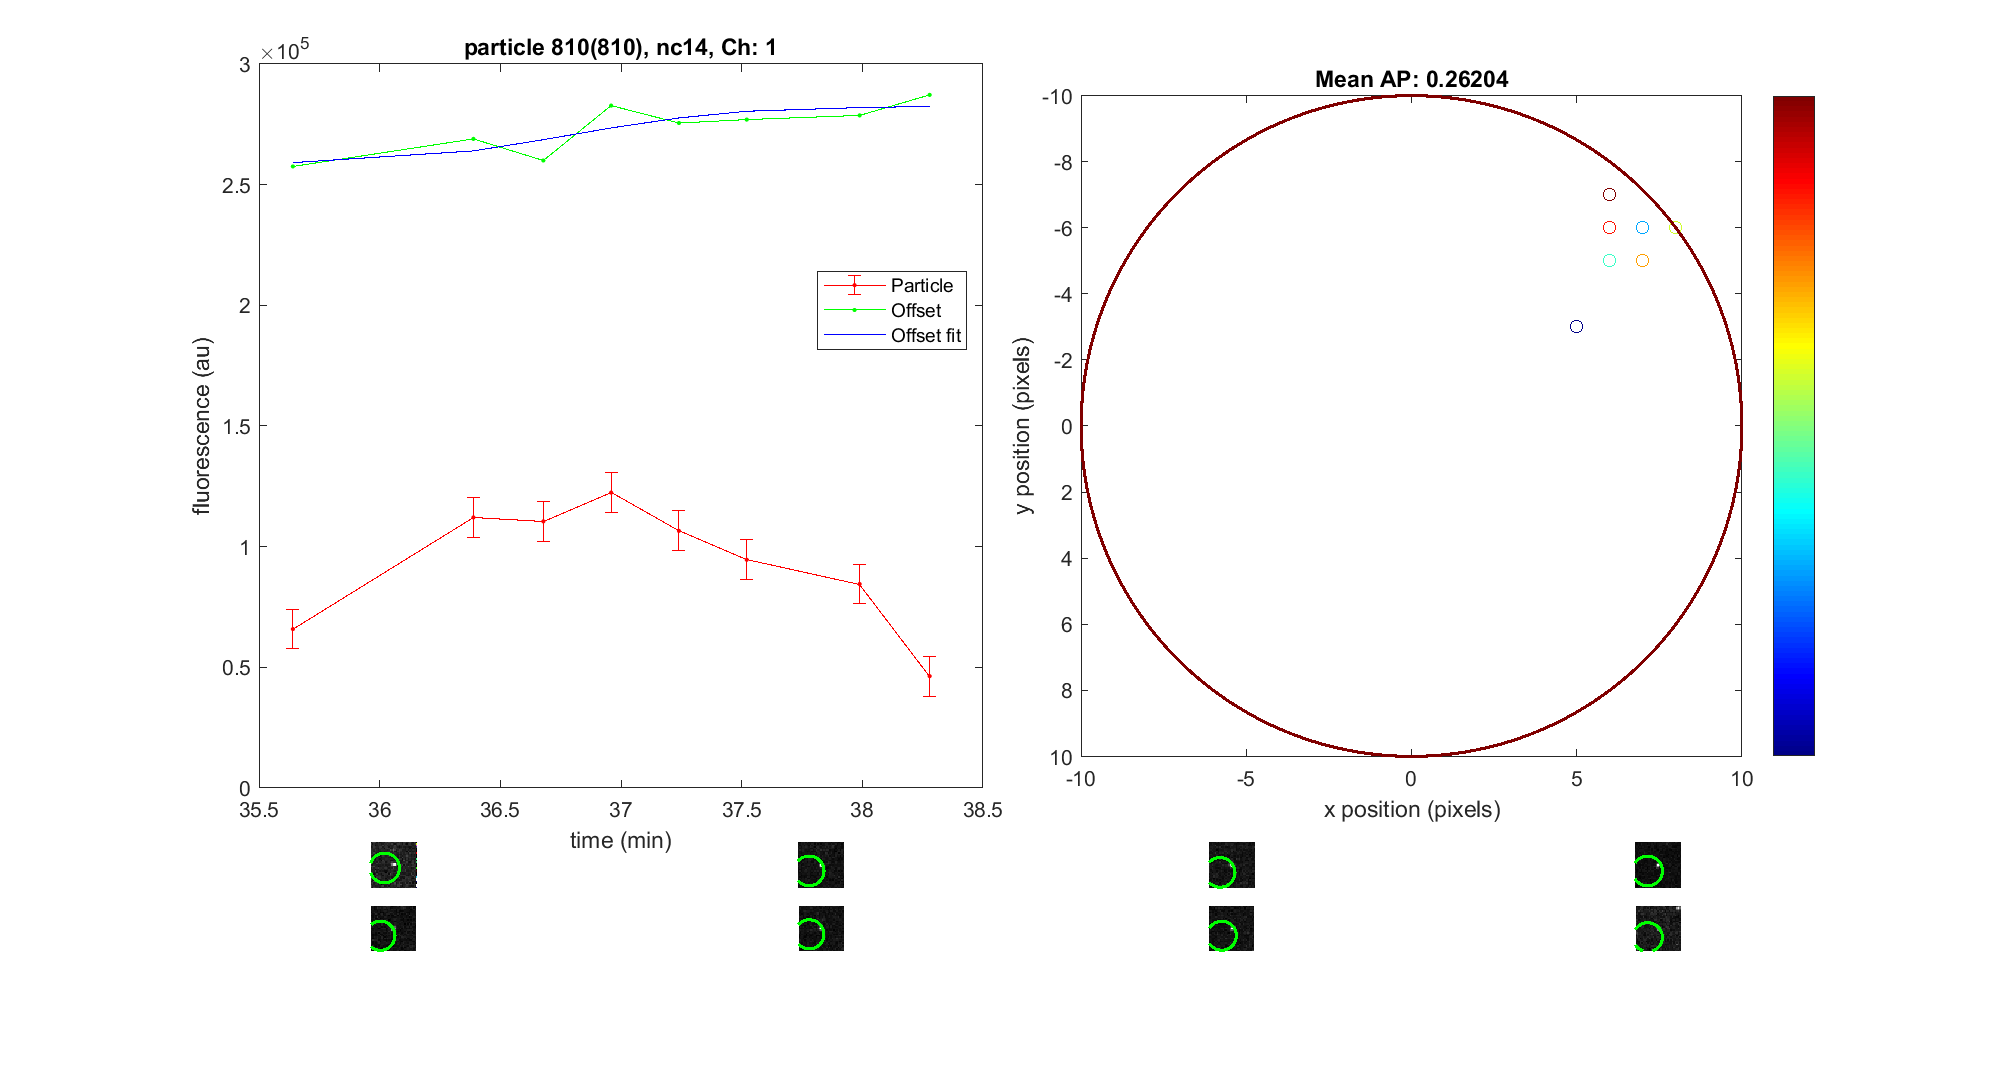 particle 810(810), nc14, Ch: 1
×10^5
3
2.5
2
1.5
1
0.5
0
35.5 36 36.5 37 37.5 38 38.5
time (min)
fluorescence (au)
Particle
Offset
Offset fit
Mean AP: 0.26204
-10
-8
-6
-4
-2
0
2
4
6
8
10
-10 -5 0 5 10
x position (pixels)
y position (pixels)